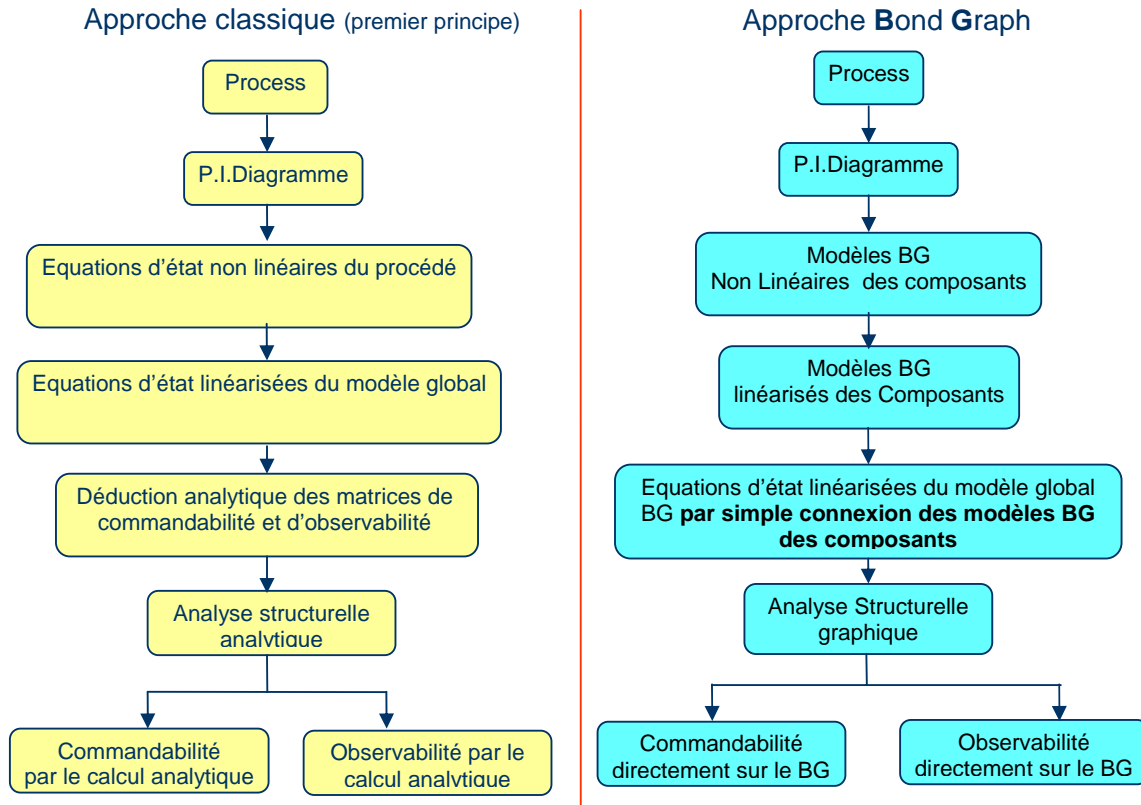 Approche classique (premier principe)
Process
P.I.Diagramme
Equations d'état non linéaires du procédé
Equations d'état linéarisées du modèle global
Déduction analytique des matrices de
commandabilité et d'observabilité
Analyse structurelle
analytique
Commandabilité
par le calcul analytique
Observabilité par le
calcul analytique
Approche Bond Graph
Process
P.I.Diagramme
Modèles BG
Non Linéaires des composants
Modèles BG
linéarisés des Composants
Equations d'état linéarisées du modèle global
BG par simple connexion des modèles BG
des composants
Analyse Structurelle
graphique
Commandabilité
directement sur le BG
Observabilité
directement sur le BG